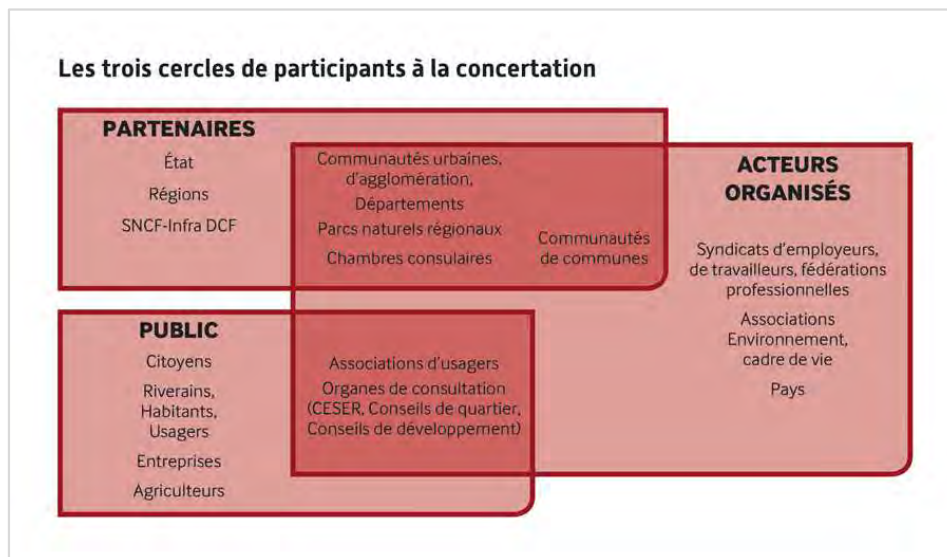 Les trois cercles de participants à la concertation
PARTENAIRES
État
Régions
SNCF-Infra DCF
Communautés urbaines,
d'agglomération,
Départements
Parcs naturels régionaux
Chambres consulaires
Communautés
de communes
ACTEURS
ORGANISÉS
Syndicats d'employeurs,
de travailleurs, fédérations
professionnelles
Associations
Environnement,
cadre de vie
Pays
PUBLIC
Citoyens
Riverains,
Habitants,
Usagers
Entreprises
Agriculteurs
Associations d'usagers
Organes de consultation
(CESER, Conseils de quartier,
Conseils de développement)